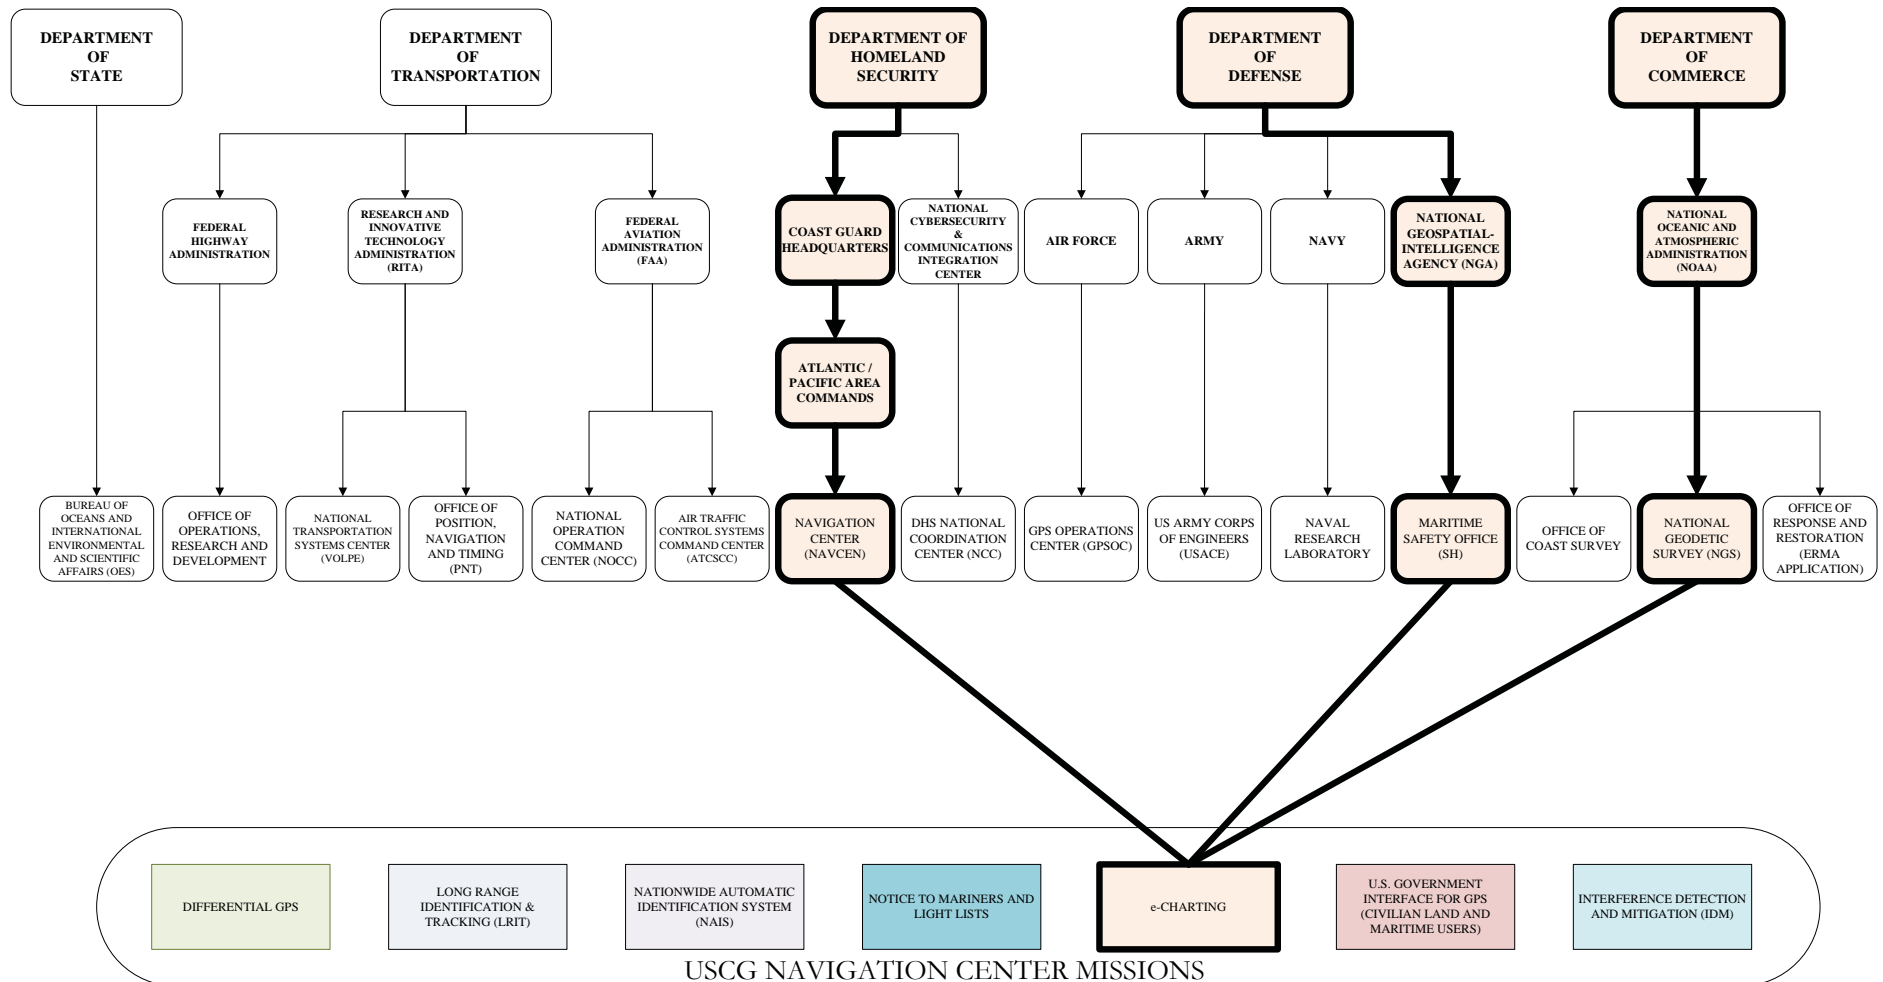 DEPARTMENT
OF
STATE
DEPARTMENT
OF
TRANSPORTATION
DEPARTMENT OF
HOMELAND
SECURITY
DEPARTMENT
OF
DEFENSE
DEPARTMENT
OF
COMMERCE
FEDERAL
HIGHWAY
ADMINISTRATION
RESEARCH AND
INNOVATIVE
TECHNOLOGY
ADMINISTRATION
(RITA)
FEDERAL
AVIATION
ADMINISTRATION
(FAA)
COAST GUARD
HEADQUARTERS
NATIONAL
CYBERSECURITY
&
COMMUNICATIONS
INTEGRATION
CENTER
AIR FORCE
ARMY
NAVY
NATIONAL
GEOSPATIAL-
INTELLIGENCE
AGENCY (NGA)
NATIONAL
OCEANIC AND
ATMOSPHERIC
ADMINISTRATION
(NOAA)
ATLANTIC /
PACIFIC AREA
COMMANDS
BUREAU OF
OCEANS AND
INTERNATIONAL
ENVIRONMENTAL
AND SCIENTIFIC
AFFAIRS (OES)
OFFICE OF
OPERATIONS,
RESEARCH AND
DEVELOPMENT
NATIONAL
TRANSPORTATION
SYSTEMS CENTER
(VOLPE)
OFFICE OF
POSITION,
NAVIGATION
AND TIMING
(PNT)
NATIONAL
OPERATION
COMMAND
CENTER (NOCC)
AIR TRAFFIC
CONTROL SYSTEMS
COMMAND CENTER
(ATCSCC)
NAVIGATION
CENTER
(NAVCEN)
DHS NATIONAL
COORDINATION
CENTER (NCC)
GPS OPERATIONS
CENTER (GPSOC)
US ARMY CORPS
OF ENGINEERS
(USACE)
NAVAL
RESEARCH
LABORATORY
MARITIME
SAFETY OFFICE
(SH)
OFFICE OF
COAST SURVEY
NATIONAL
GEODETIC
SURVEY (NGS)
OFFICE OF
RESPONSE AND
RESTORATION
(ERMA
APPLICATION)
DIFFERENTIAL GPS
LONG RANGE
IDENTIFICATION &
TRACKING (LRIT)
NATIONWIDE AUTOMATIC
IDENTIFICATION SYSTEM
(NAIS)
NOTICE TO MARINERS AND
LIGHT LISTS
e-CHARTING
U.S. GOVERNMENT
INTERFACE FOR GPS
(CIVILIAN LAND AND
MARITIME USERS)
INTERFERENCE DETECTION
AND MITIGATION (IDM)
USCG NAVIGATION CENTER MISSIONS